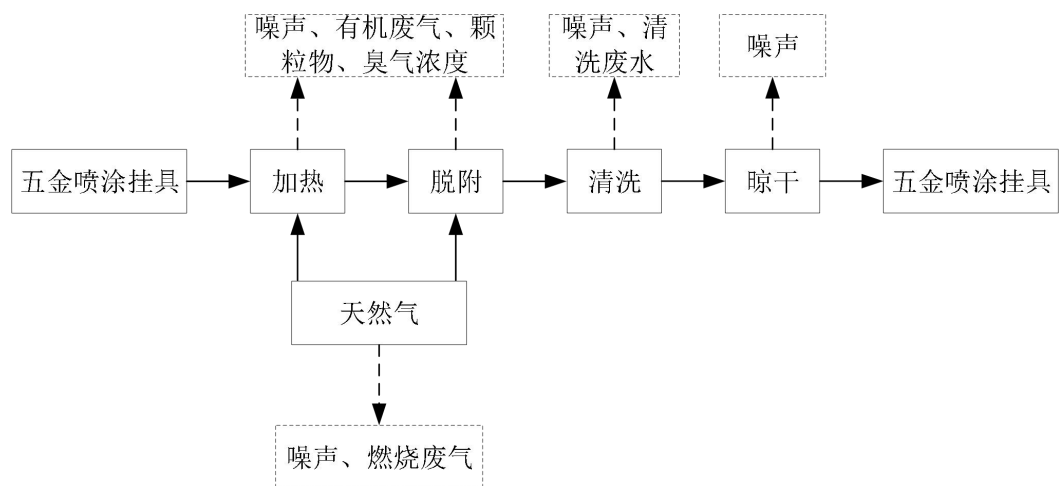 噪声、有机废气、颗
粒物、臭气浓度
噪声、清
洗废水
噪声
五金喷涂挂具
加热
脱附
清洗
晾干
五金喷涂挂具
天然气
噪声、燃烧废气